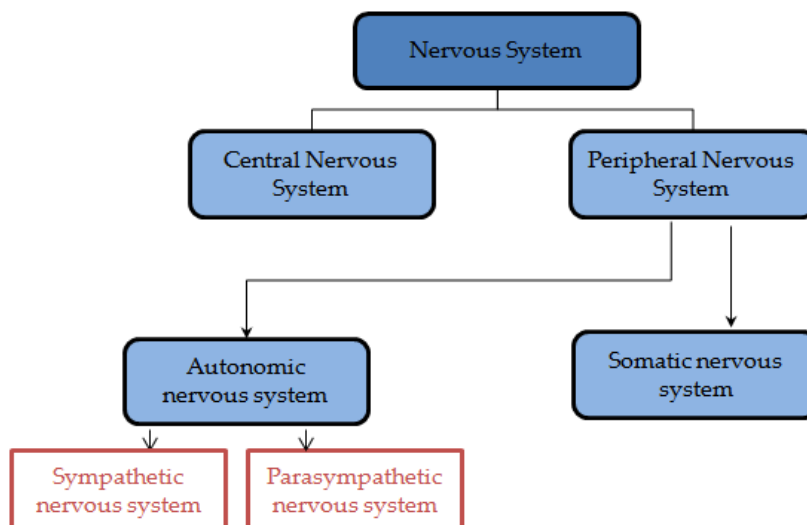 Nervous System
Central Nervous
System
Peripheral Nervous
System
Autonomic
nervous system
Somatic nervous
system
Sympathetic
nervous system
Parasympathetic
nervous system